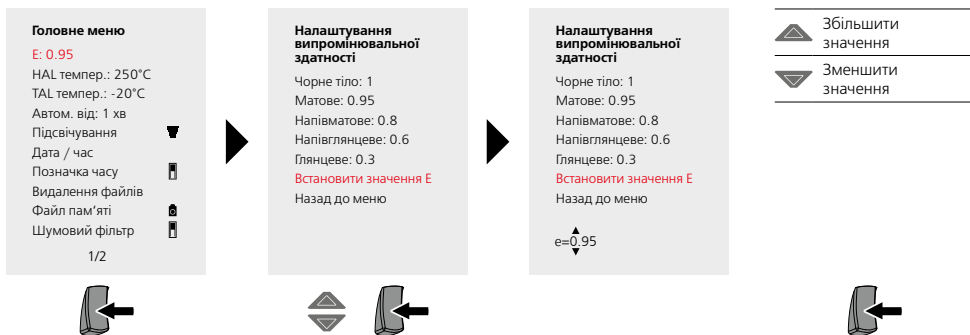 Головне меню
E: 0.95
HAL темпер.: 250°C
TAL темпер.: -20°C
Автом. від: 1 хв
Підсвічування
Дата / час
Позначка часу
Видалення файлів
Файл пам‘яті
Шумовий фільтр
1/2
Налаштування
випромінювальної
здатності
Чорне тіло: 1
Матове: 0.95
Напівматове: 0.8
Напівглянцеве: 0.6
Глянцеве: 0.3
Встановити значення E
Назад до меню
Налаштування
випромінювальної
здатності
Чорне тіло: 1
Матове: 0.95
Напівматове: 0.8
Напівглянцеве: 0.6
Глянцеве: 0.3
Встановити значення E
Назад до меню
e=0.95
Збільшити
значення
Зменшити
значення